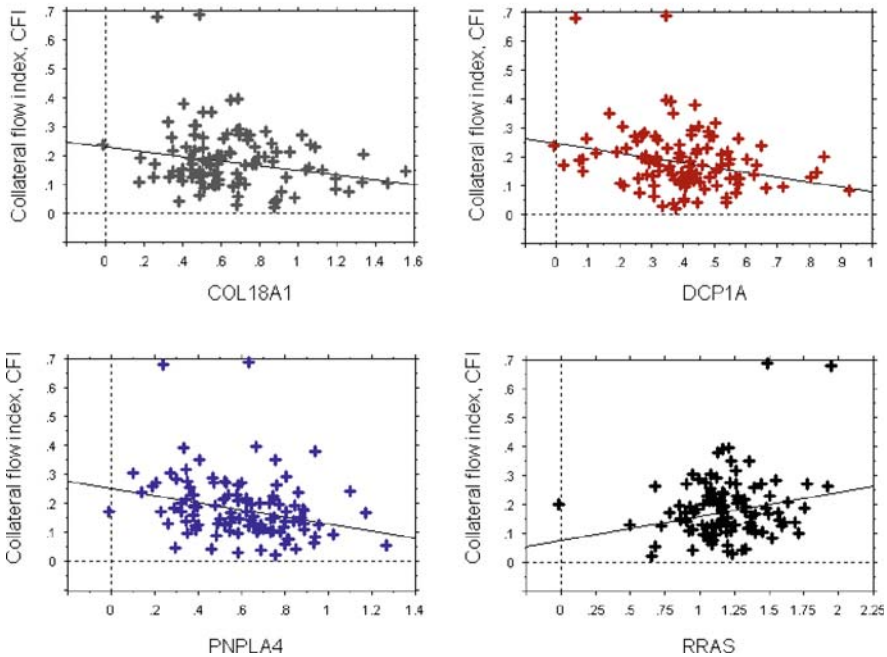 Collateral flow index, CFI
.7
.6
.5
.4
.3
.2
.1
0
0 .2 .4 .6 .8 1 1.2 1.4 1.6
COL18A1
Collateral flow index, CFI
.7
.6
.5
.4
.3
.2
.1
0
0 .1 .2 .3 .4 .5 .6 .7 .8 .9 1
DCP1A
Collateral flow index, CFI
.7
.6
.5
.4
.3
.2
.1
0
0 .2 .4 .6 .8 1 1.2 1.4
PNPLA4
Collateral flow index, CFI
.7
.6
.5
.4
.3
.2
.1
0
0 .25 .5 .75 1 1.25 1.5 1.75 2 2.25
RRAS